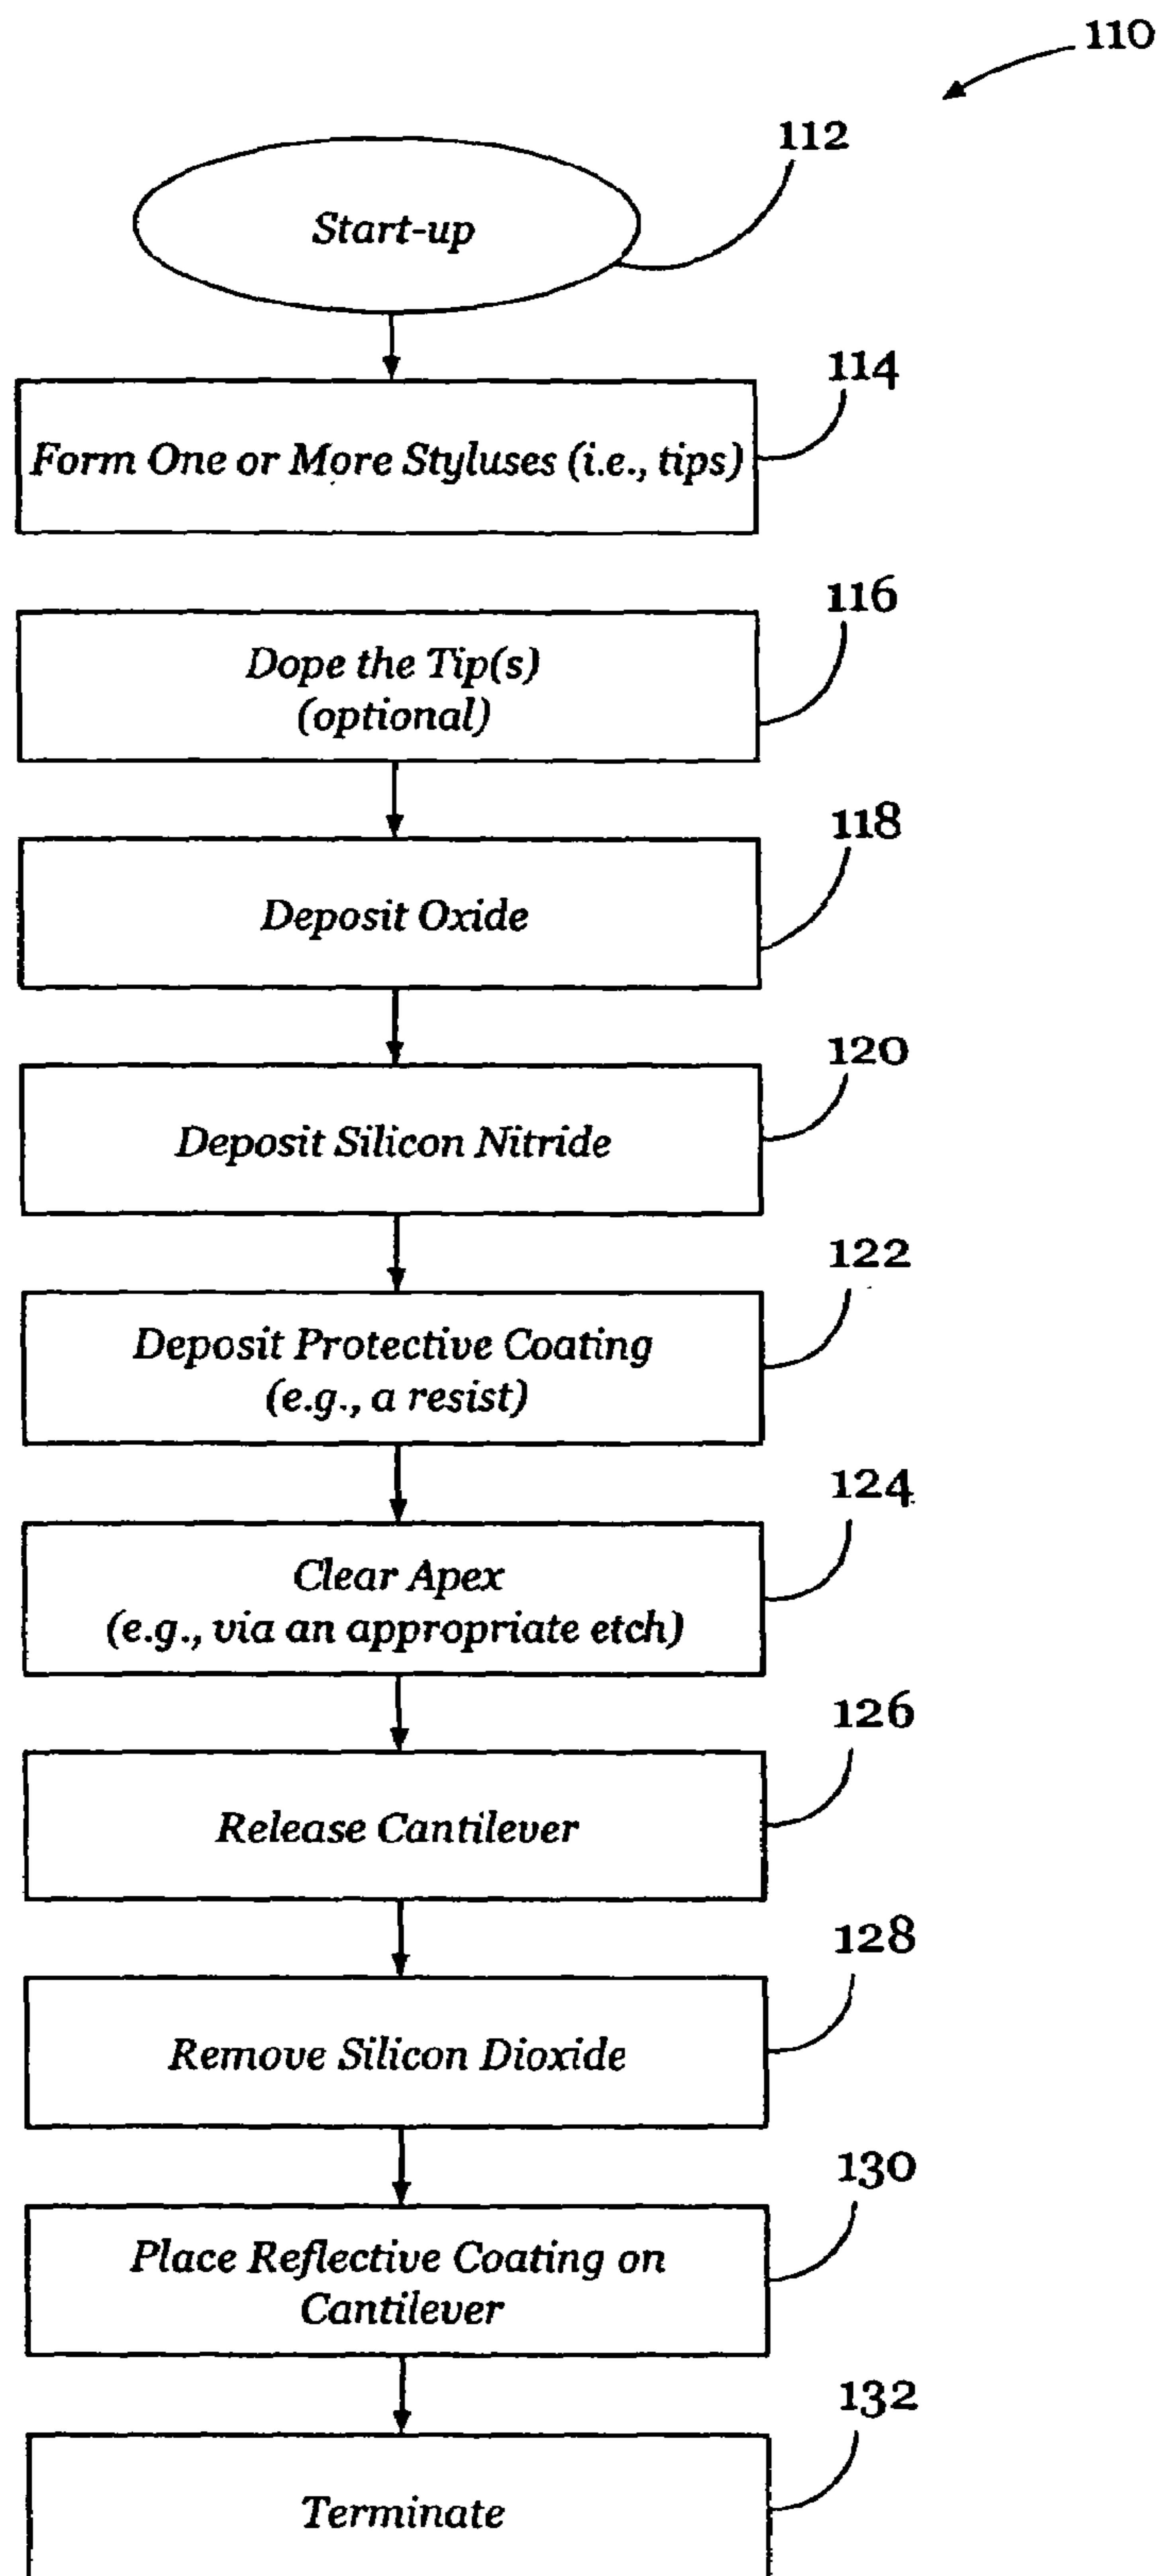 110
112
Start-up
114
Form One or More Styluses (i.e., tips)
116
Dope the Tip(s)
(optional)
118
Deposit Oxide
120
Deposit Silicon Nitride
122
Deposit Protective Coating
(e.g., a resist)
124
Clear Apex
(e.g., via an appropriate etch)
126
Release Cantilever
128
Remove Silicon Dioxide
130
Place Reflective Coating on
Cantilever
132
Terminate